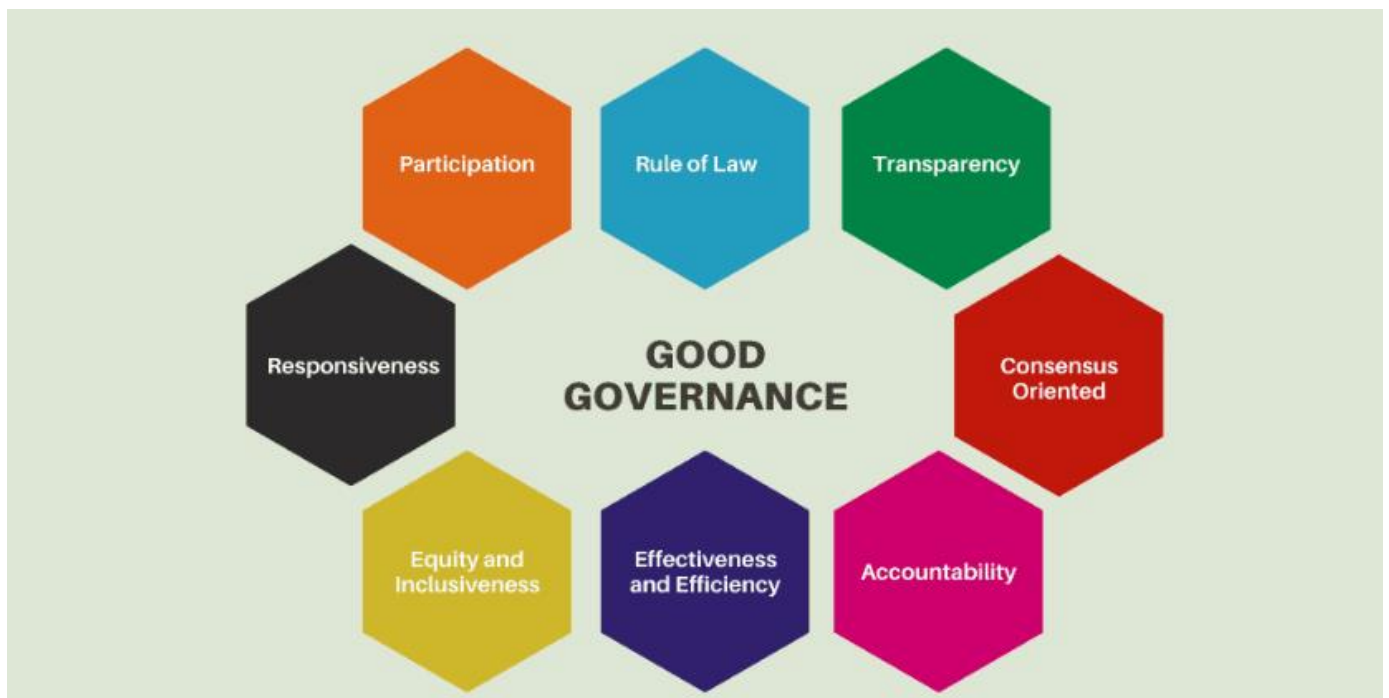 Participation
Rule of Law
Transparency
Responsiveness
GOOD
GOVERNANCE
Consensus
Oriented
Equity and
Inclusiveness
Effectiveness
and Efficiency
Accountability